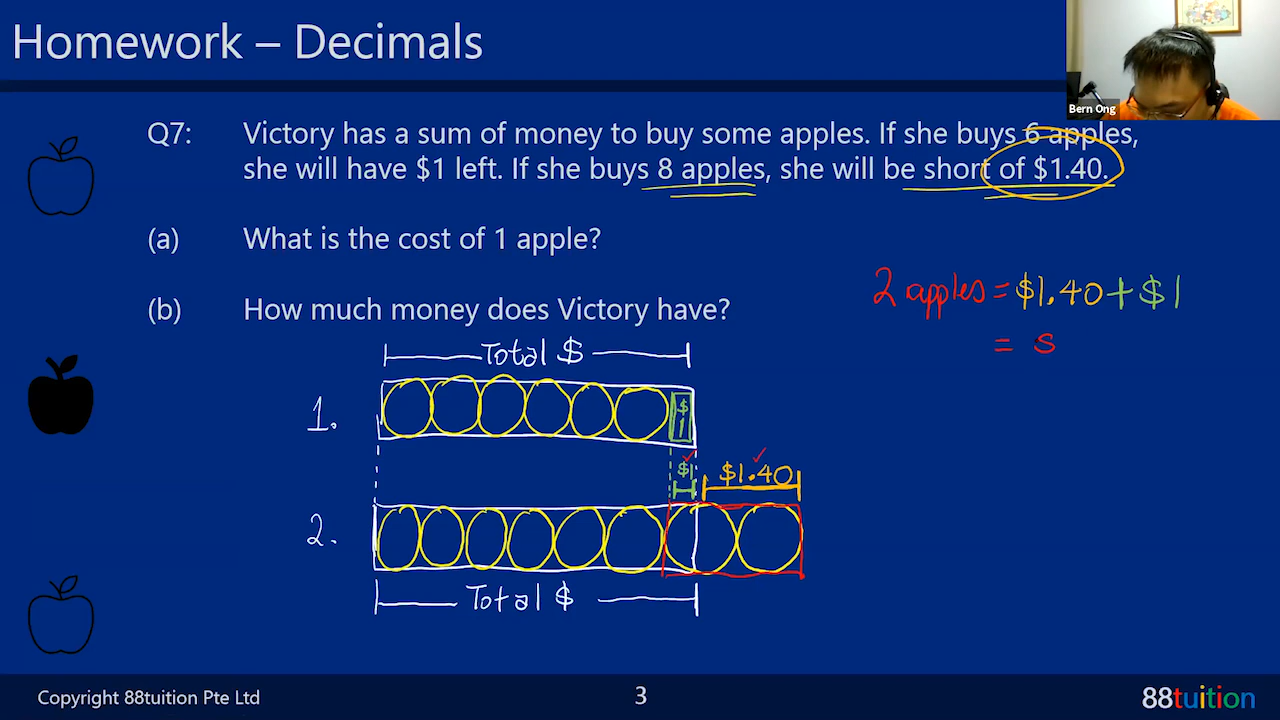 Homework – Decimals
Bern Ong
Q7: Victory has a sum of money to buy some apples. If she buys 6 apples,
she will have $1 left. If she buys 8 apples, she will be short of $1.40.
(a) What is the cost of 1 apple?
2 apples = $1.40 + $1
(b) How much money does Victory have?
=
Total $
1. $1
$1 $1.40
2.
Total $
Copyright 88tuition Pte Ltd 3 88tuition